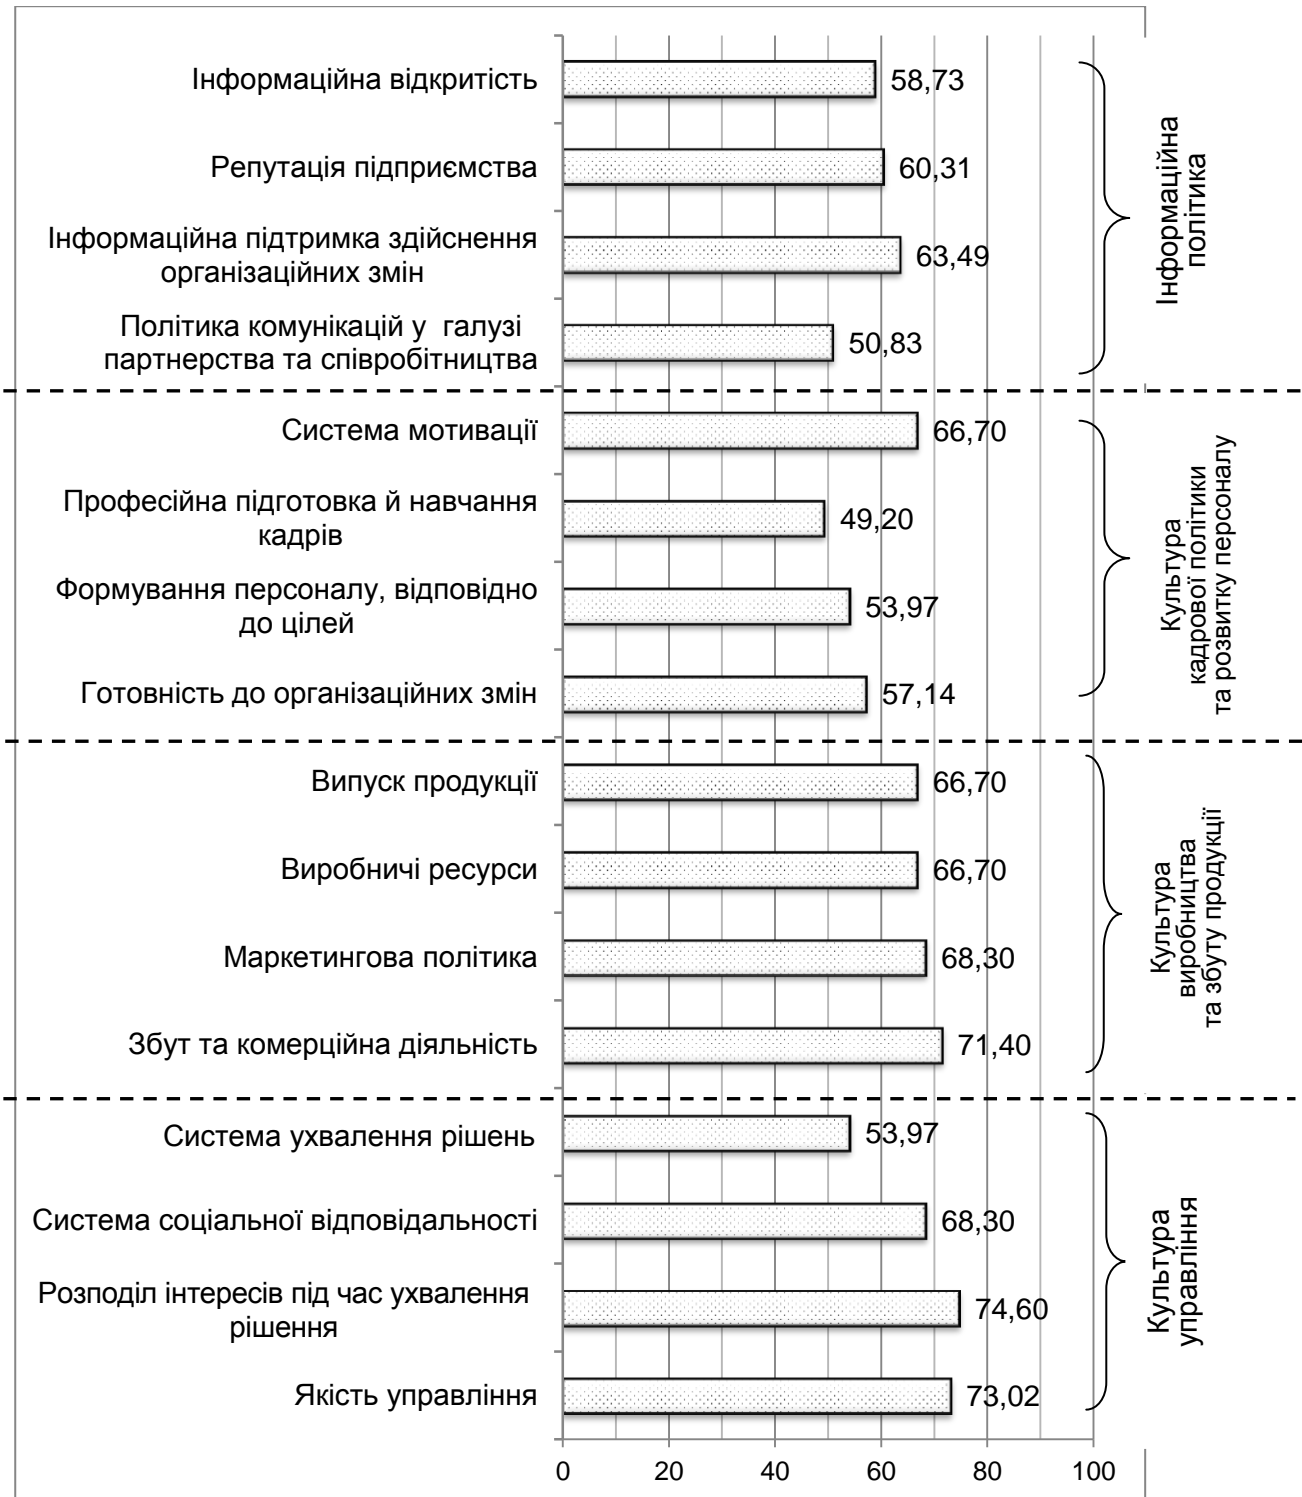 Інформаційна відкритість
58,73
Репутація підприємства
60,31
Інформаційна підтримка здійснення
організаційних змін
63,49
Політика комунікацій у галузі
партнерства та співробітництва
50,83
Інформаційна
політика
Система мотивації
66,70
Професійна підготовка й навчання
кадрів
49,20
Формування персоналу, відповідно
до цілей
53,97
Готовність до організаційних змін
57,14
Культура
кадрової політики
та розвитку персоналу
Випуск продукції
66,70
Виробничі ресурси
66,70
Маркетингова політика
68,30
Збут та комерційна діяльність
71,40
Культура
виробництва
та збуту продукції
Система ухвалення рішень
53,97
Система соціальної відповідальності
68,30
Розподіл інтересів під час ухвалення
рішення
74,60
Якість управління
73,02
Культура
управління
0 20 40 60 80 100